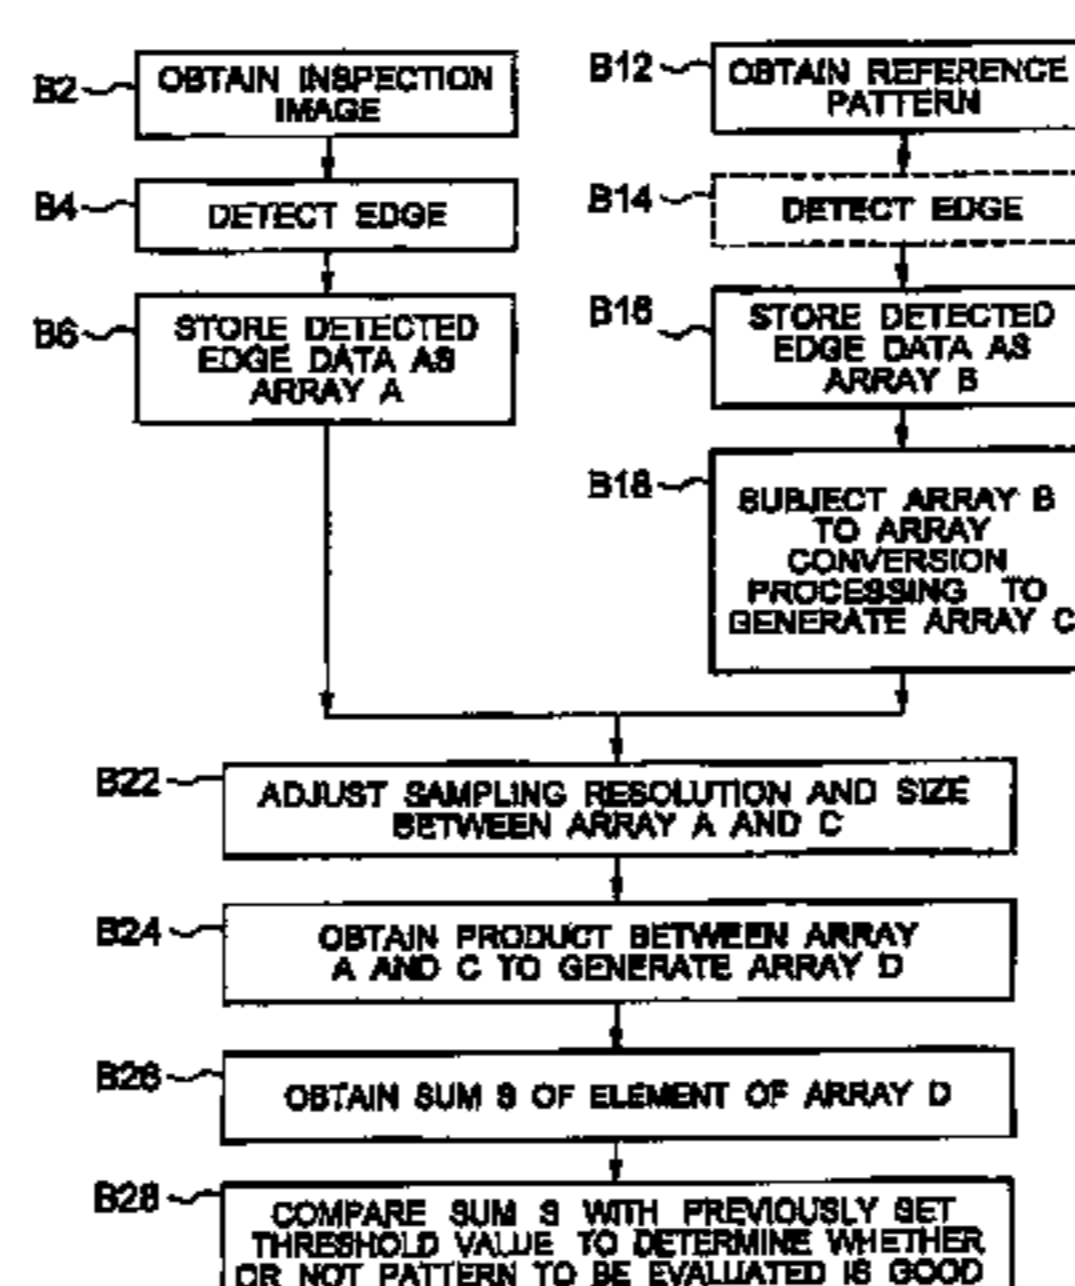 B2
OBTAIN INSPECTION
IMAGE
B4
DETECT EDGE
B6
STORE DETECTED
EDGE DATA AS
ARRAY A
B12
OBTAIN REFERENCE
PATTERN
B14
DETECT EDGE
B16
STORE DETECTED
EDGE DATA AS
ARRAY B
B18
SUBJECT ARRAY B
TO ARRAY
CONVERSION
PROCESSING TO
GENERATE ARRAY C
B22
ADJUST SAMPLING RESOLUTION AND SIZE
BETWEEN ARRAY A AND C
B24
OBTAIN PRODUCT BETWEEN ARRAY
A AND C TO GENERATE ARRAY D
B26
OBTAIN SUM S OF ELEMENT OF ARRAY D
B28
COMPARE SUM S WITH PREVIOUSLY SET
THRESHOLD VALUE TO DETERMINE WHETHER
OR NOT PATTERN TO BE EVALUATED IS GOOD